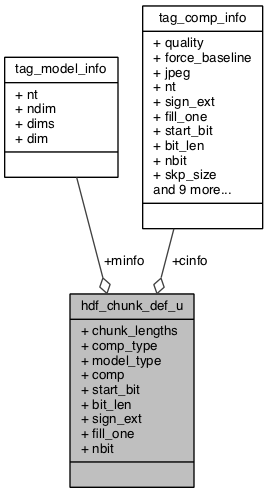 tag_comp_info
+ quality
+ force_baseline
+ jpeg
+ nt
+ sign_ext
+ fill_one
+ start_bit
+ bit_len
+ nbit
+ skp_size
and 9 more...
tag_model_info
+ nt
+ ndim
+ dims
+ dim
+minfo
+cinfo
hdf_chunk_def_u
+ chunk_lengths
+ comp_type
+ model_type
+ comp
+ start_bit
+ bit_len
+ sign_ext
+ fill_one
+ nbit